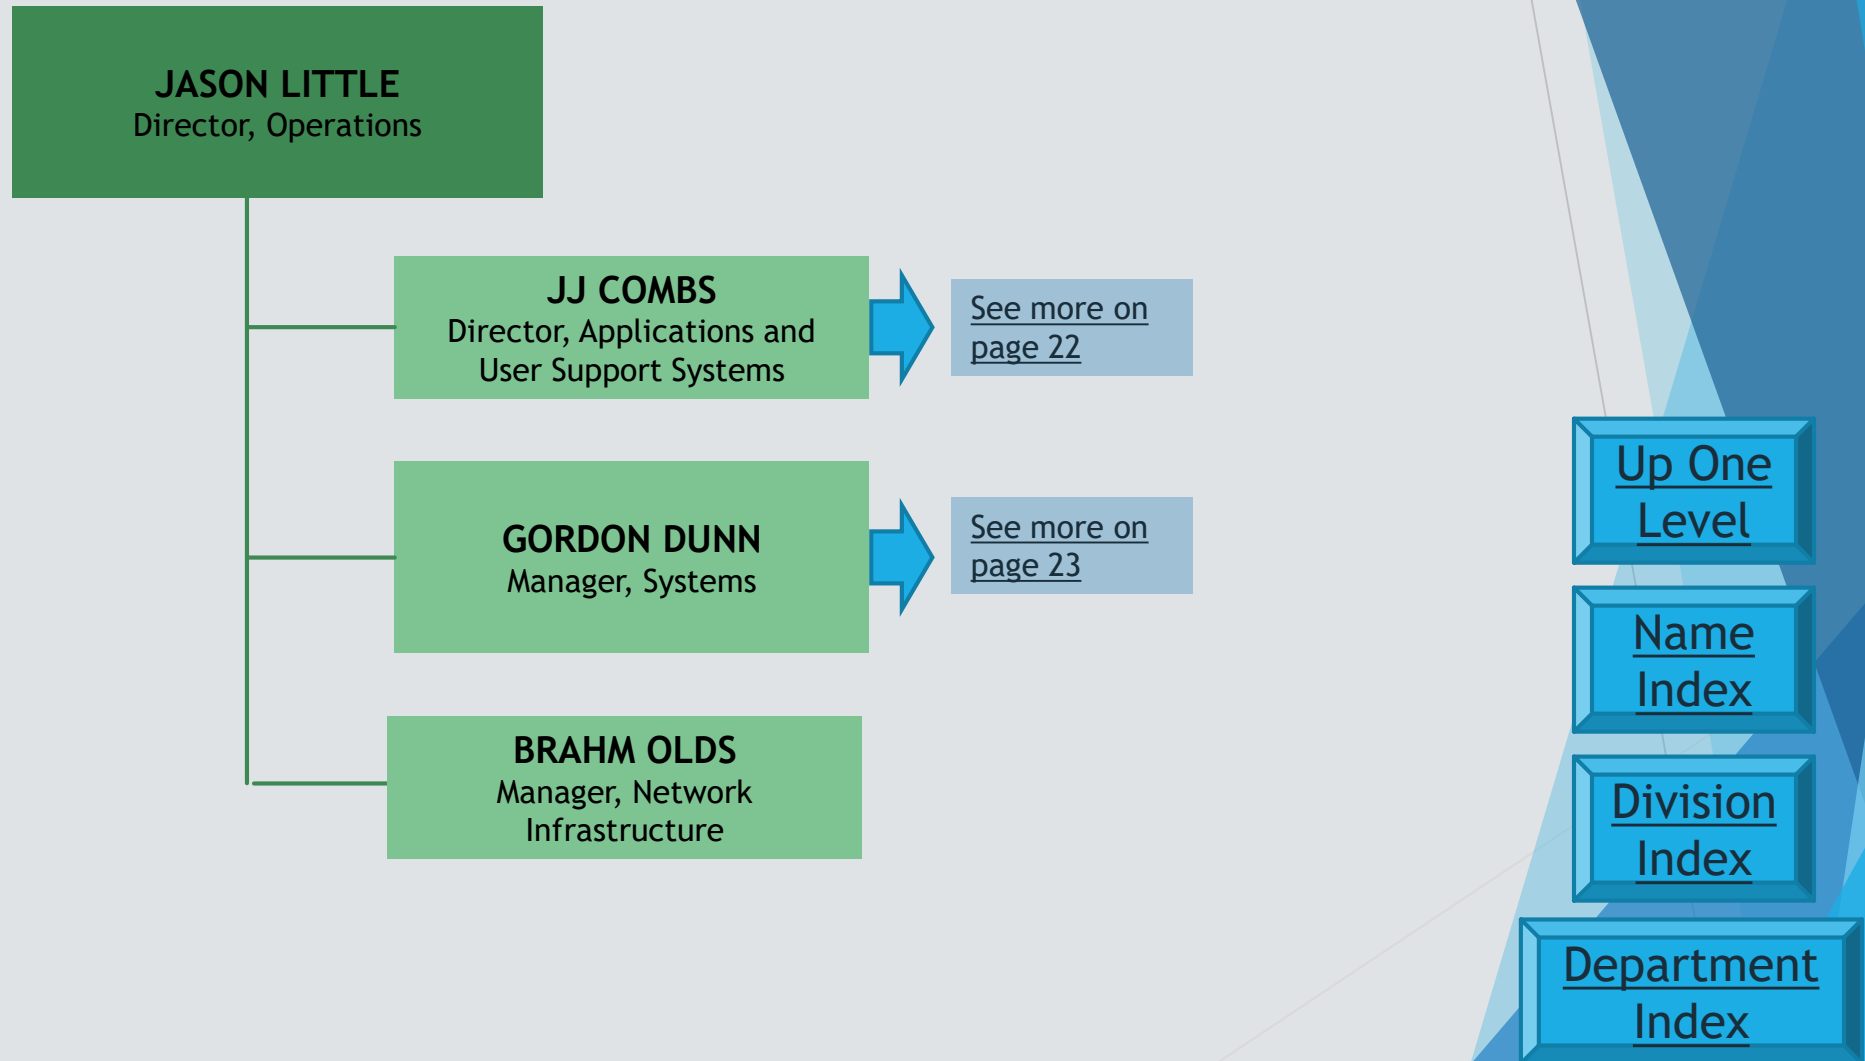 JASON LITTLE
Director, Operations
JJ COMBS
Director, Applications and
User Support Systems
See more on
page 22
GORDON DUNN
Manager, Systems
See more on
page 23
BRAHM OLDS
Manager, Network
Infrastructure
Up One
Level
Name
Index
Division
Index
Department
Index